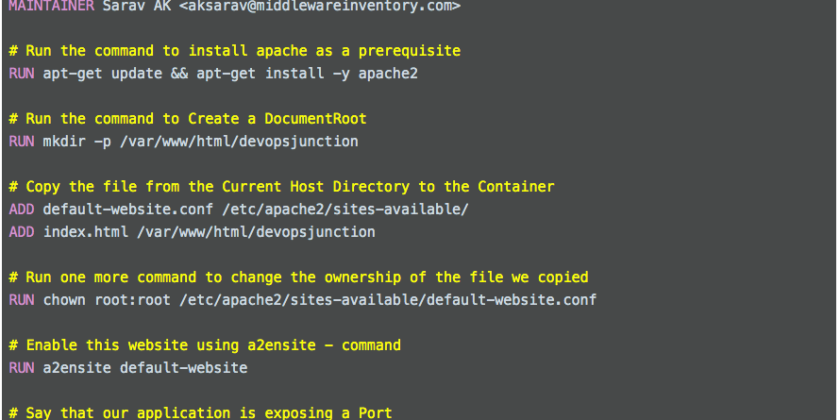 MAINTAINER Sarav AK <aksarav@middlewareinventory.com>
# Run the command to install apache as a prerequisite
RUN apt-get update && apt-get install -y apache2
# Run the command to Create a DocumentRoot
RUN mkdir -p /var/www/html/devopsjunction
# Copy the file from the Current Host Directory to the Container
ADD default-website.conf /etc/apache2/sites-available/
ADD index.html /var/www/html/devopsjunction
# Run one more command to change the ownership of the file we copied
RUN chown root:root /etc/apache2/sites-available/default-website.conf
# Enable this website using a2ensite - command
RUN a2ensite default-website
# Say that our application is exposing a Port